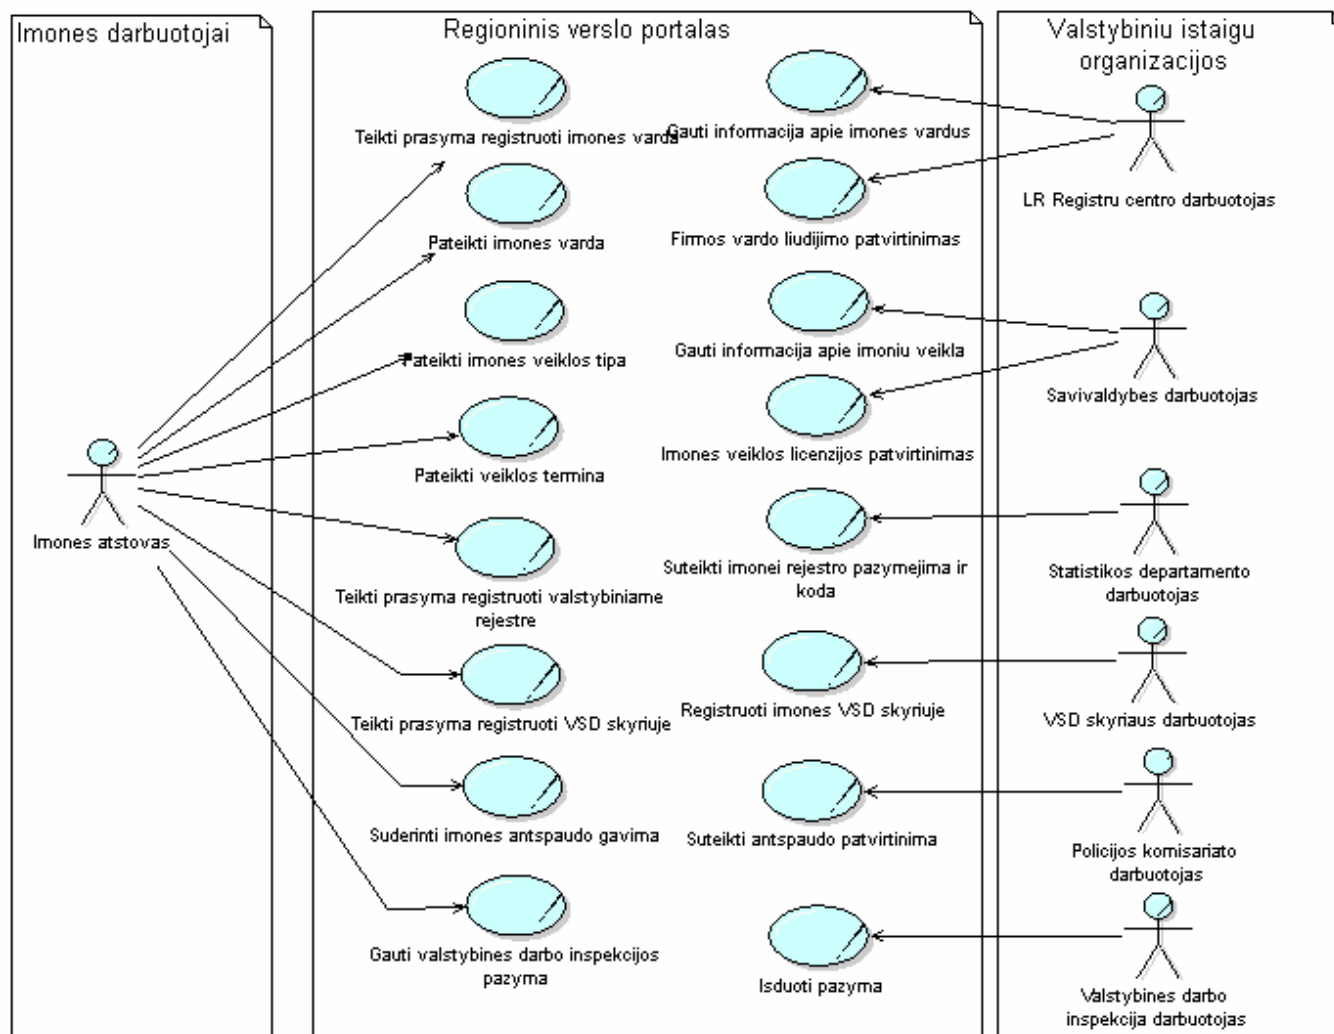 Imones darbuotojai
Imones atstovas
Regioninis verslo portalas
Teikti prasyma registruoti imones varda
Pateikti imones varda
Pateikti imones veiklos tipa
Pateikti veiklos termina
Teikti prasyma registruoti valstybiniame
rejestre
Teikti prasyma registruoti VSD skyriuje
Suderinti imones antspaudo gavima
Gauti valstybines darbo inspekcijos
pazyma
Gauti informacija apie imones vardus
Firmos vardo liudijimo patvirtinimas
Gauti informacija apie imoniu veikla
Imones veiklos licenzijos patvirtinimas
Suteikti imonei rejestro pazymejima ir
koda
Registruoti imones VSD skyriuje
Suteikti antspaudo patvirtinima
Isduoti pazyma
Valstybiniu istaigu
organizacijos
LR Registru centro darbuotojas
Savivaldybes darbuotojas
Statistikos departamento
darbuotojas
VSD skyriaus darbuotojas
Policijos komisariato
darbuotojas
Valstybines darbo
inspekcija darbuotojas